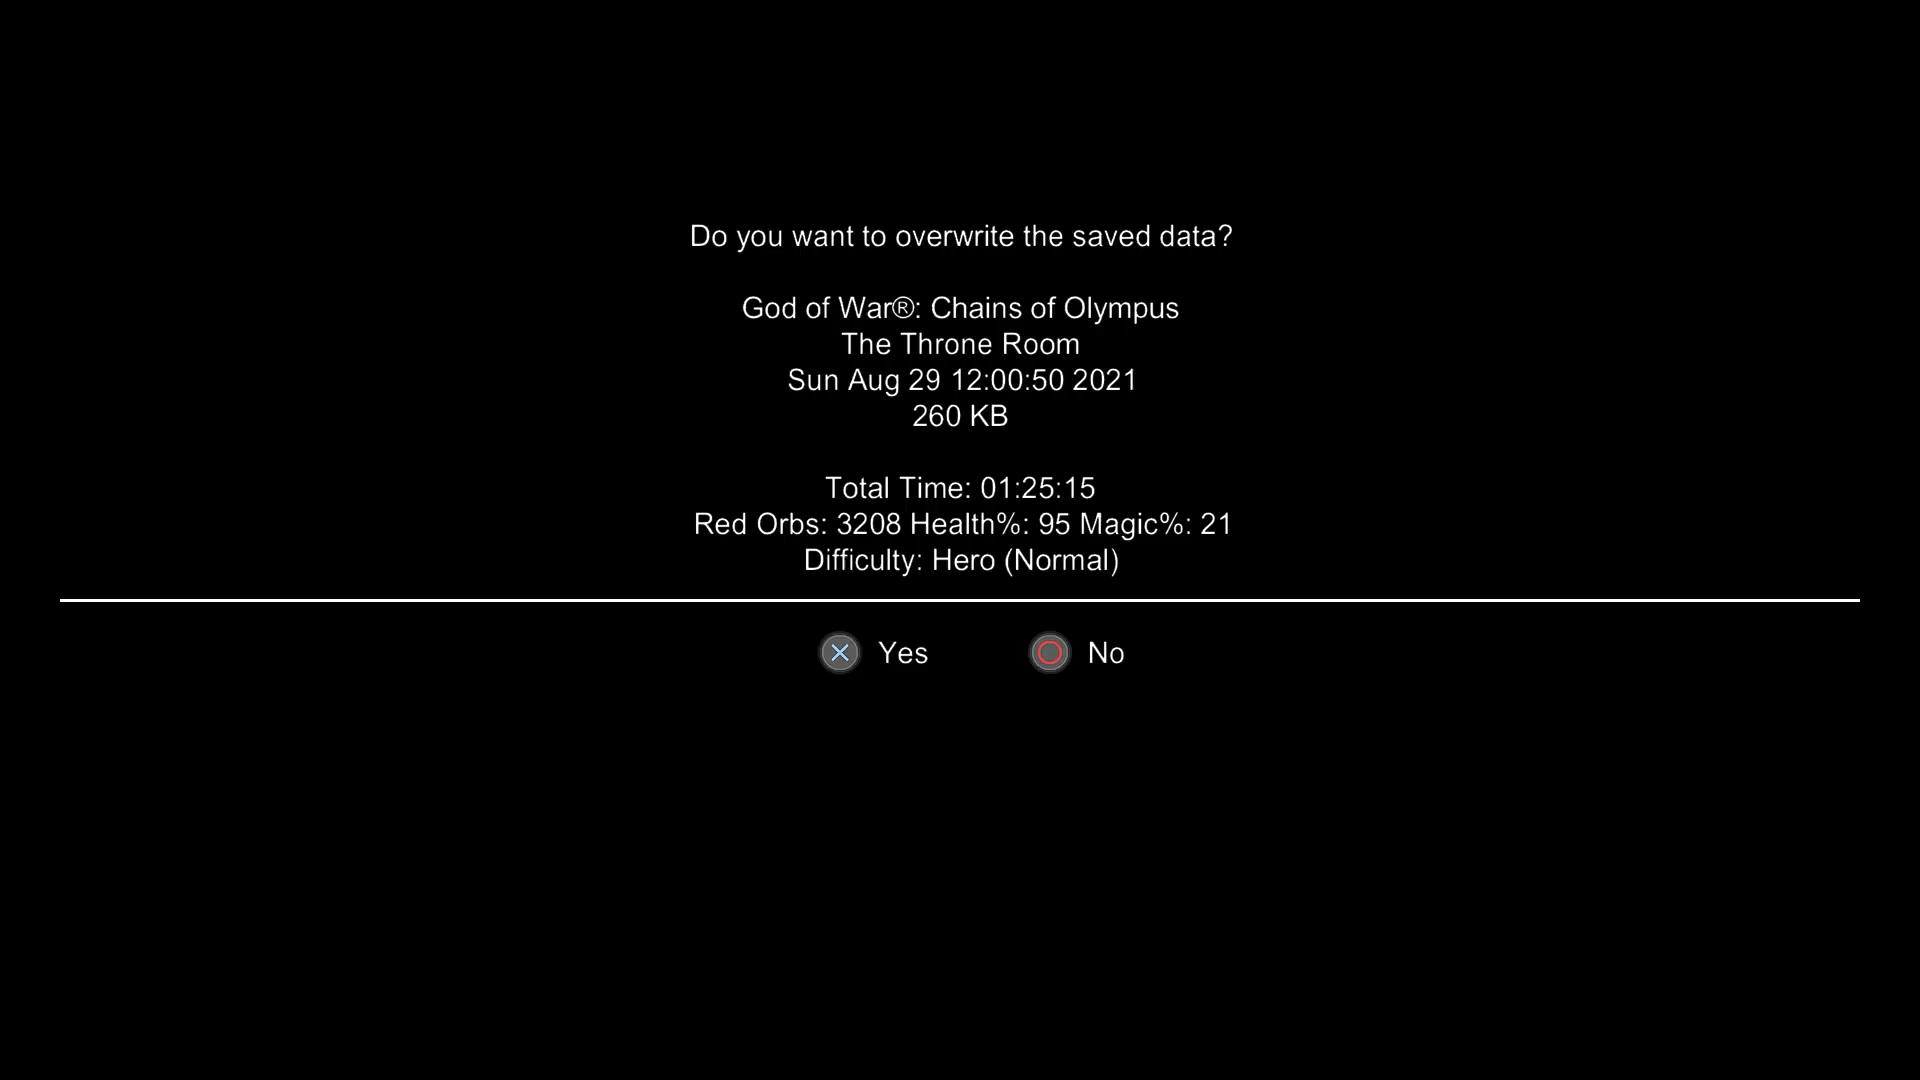 Do you want to overwrite the saved data?
God of War®: Chains of Olympus
The Throne Room
Sun Aug 29 12:00:50 2021
260 KB
Total Time: 01:25:15
Red Orbs: 3208 Health%: 95 Magic%: 21
Difficulty: Hero (Normal)
Yes No